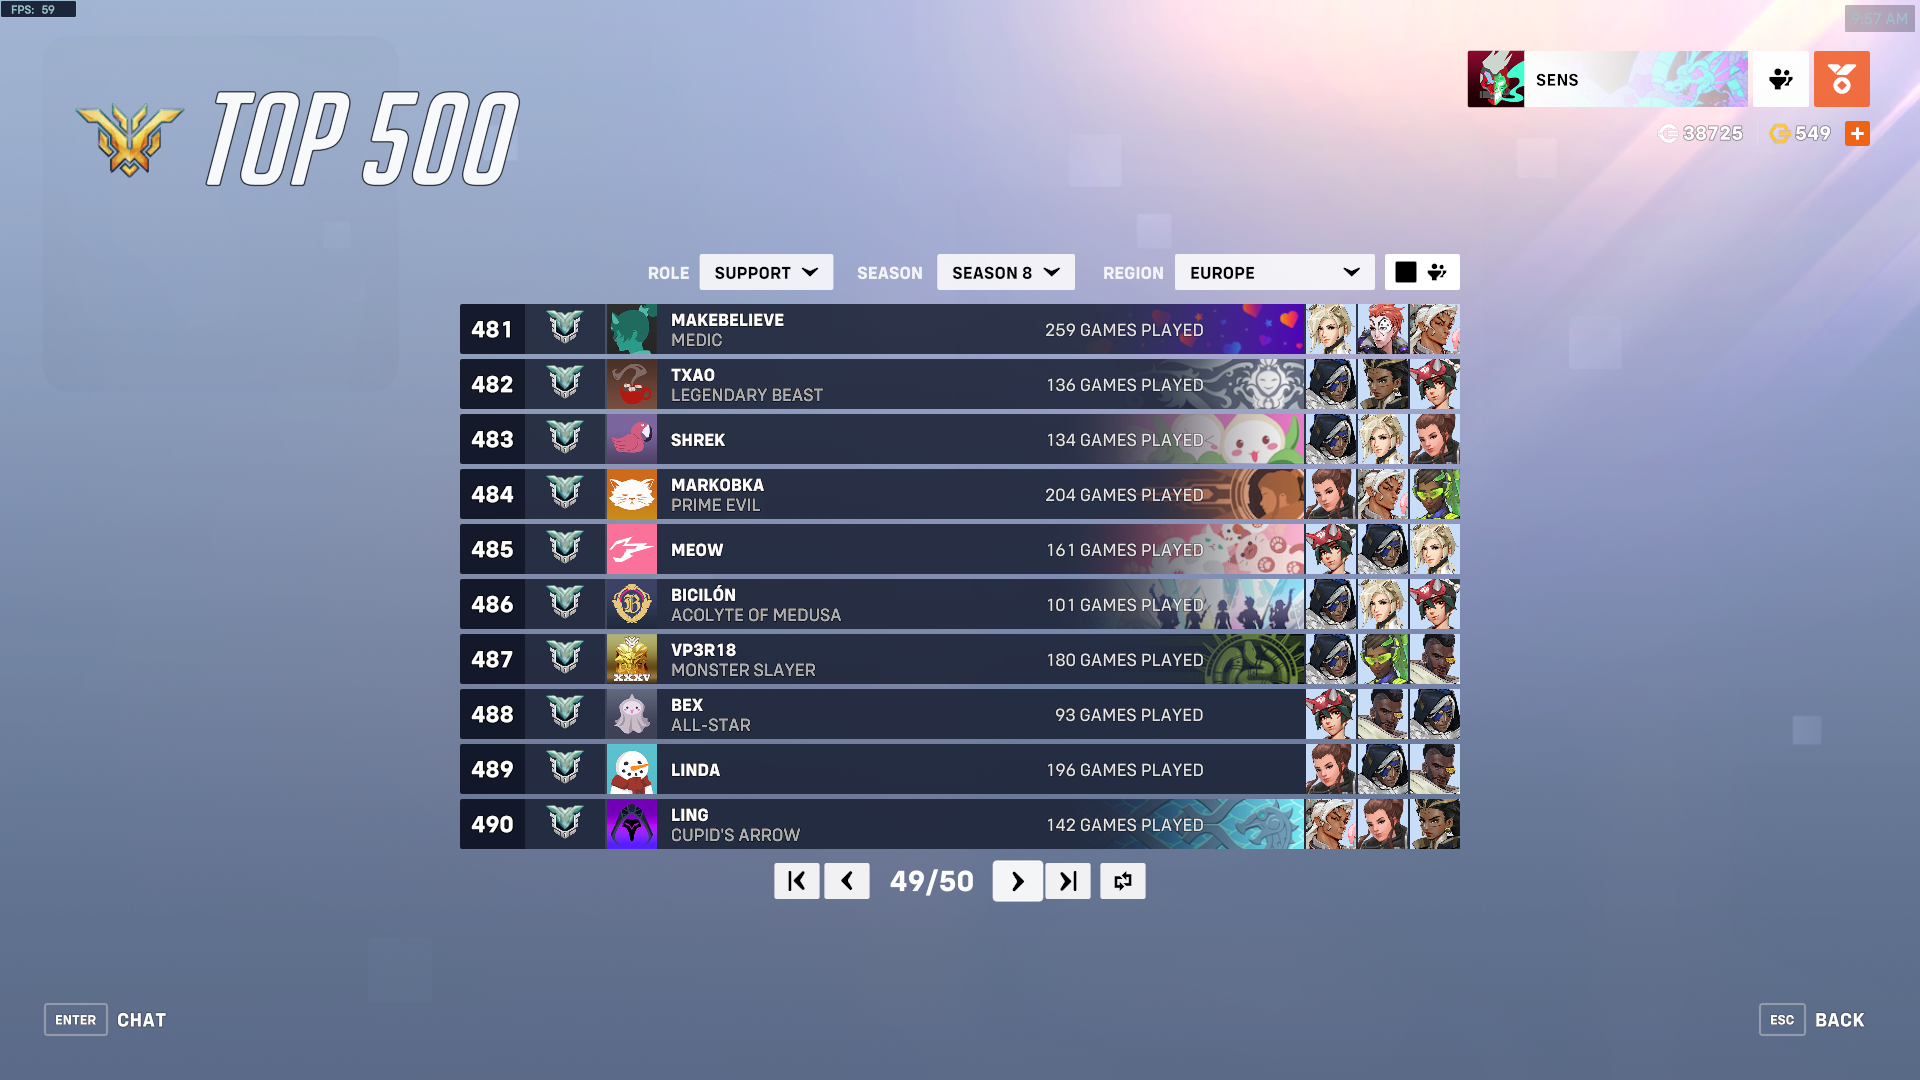 FPS: 59
9:57 AM
TOP 500
SENS
38725
549
ROLE SUPPORT SEASON SEASON 8 REGION EUROPE
481 MAKEBELIEVE 259 GAMES PLAYED
MEDIC
482 TXAO 136 GAMES PLAYED
LEGENDARY BEAST
483 SHREK 134 GAMES PLAYED
484 MARKOBKA 204 GAMES PLAYED
PRIME EVIL
485 MEOW 161 GAMES PLAYED
486 BICILÓN 101 GAMES PLAYED
B
ACOLYTE OF MEDUSA
487 VP3R18 180 GAMES PLAYED
XXXV
MONSTER SLAYER
488 BEX 93 GAMES PLAYED
ALL-STAR
489 LINDA 196 GAMES PLAYED
490 LING 142 GAMES PLAYED
CUPID'S ARROW
49/50
ENTER CHAT
ESC BACK